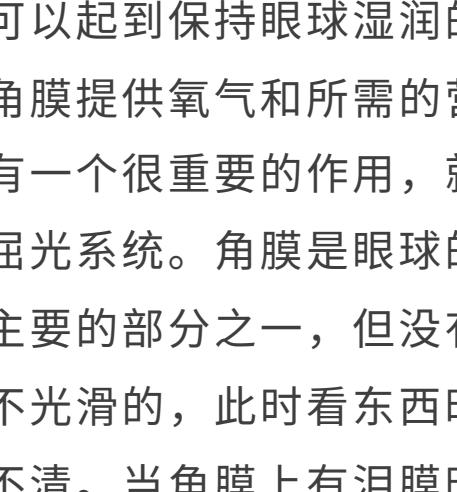 可以起到保持眼球湿润的
角膜提供氧气和所需的营
有一个很重要的作用，就
屈光系统。角膜是眼球的
主要的部分之一，但没有
不光滑的，此时看东西时
不清。当角膜上有泪膜时